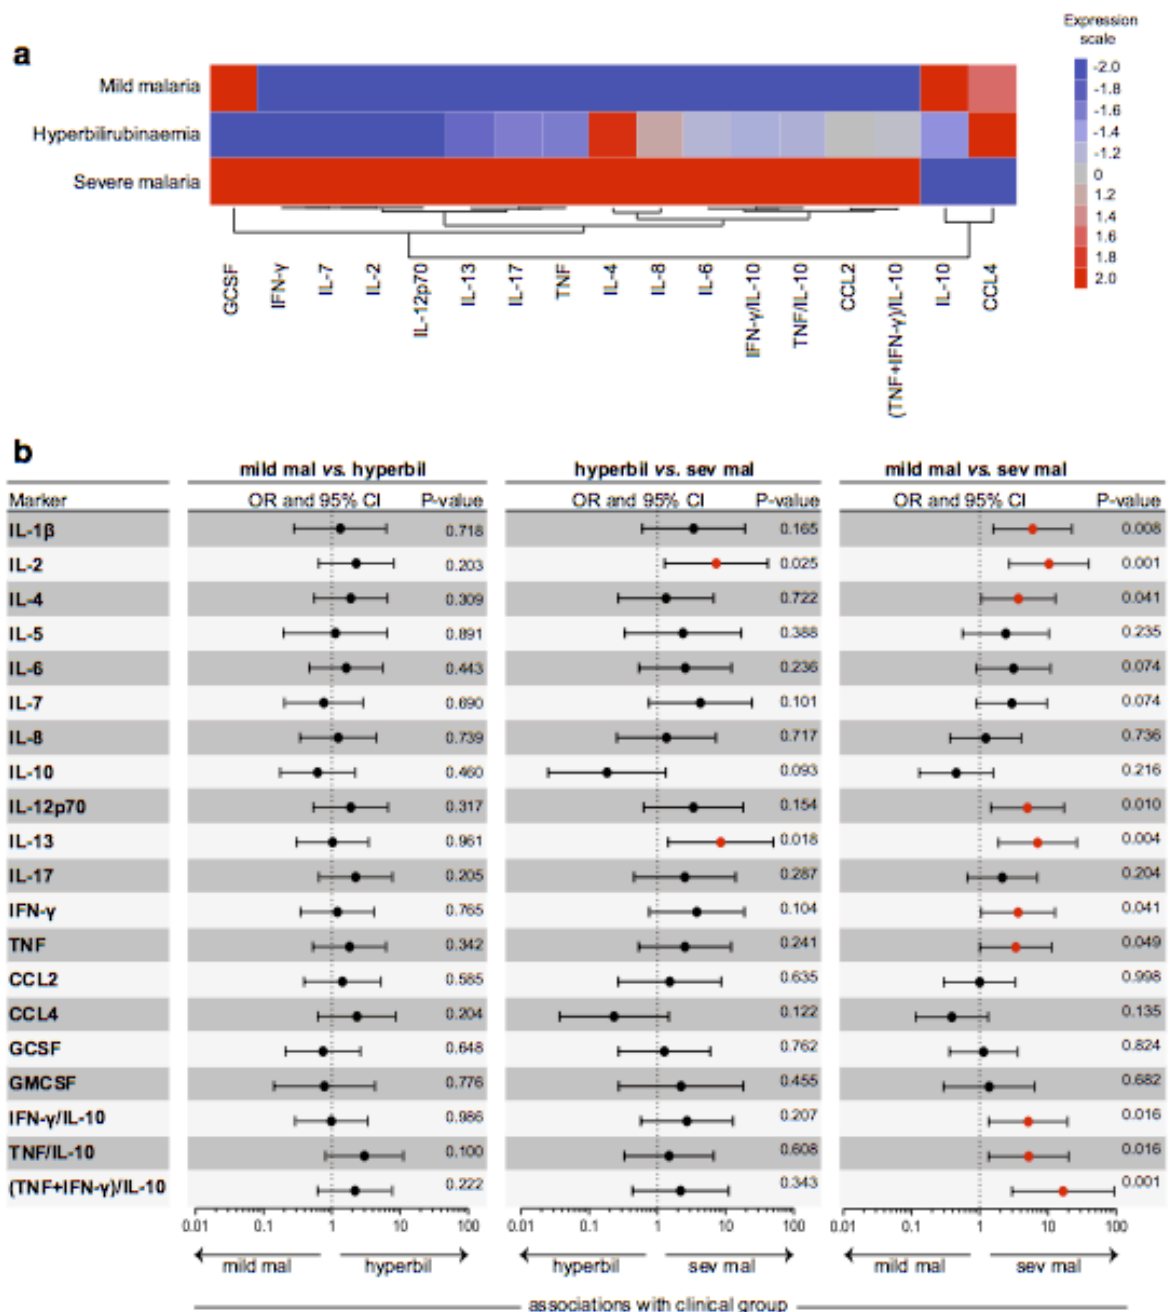 a
Expression
scale
Mild malaria
Hyperbilirubinaemia
Severe malaria
-2.0
-1.8
-1.6
-1.4
-1.2
0
1.2
1.4
1.6
1.8
2.0
GCSF
IFN-γ
IL-7
IL-2
IL-12p70
IL-13
IL-17
TNF
IL-4
IL-8
IL-6
IFN-γ/IL-10
TNF/IL-10
CCL2
(TNF+IFN-γ)/IL-10
IL-10
CCL4
b
mild mal vs. hyperbil hyperbil vs. sev mal mild mal vs. sev mal
Marker OR and 95% CI P-value OR and 95% CI P-value OR and 95% CI P-value
IL-1β 0.718 0.165 0.008
IL-2 0.203 0.025 0.001
IL-4 0.309 0.722 0.041
IL-5 0.891 0.388 0.235
IL-6 0.443 0.236 0.074
IL-7 0.690 0.101 0.074
IL-8 0.739 0.717 0.736
IL-10 0.460 0.093 0.216
IL-12p70 0.317 0.154 0.010
IL-13 0.961 0.018 0.004
IL-17 0.205 0.287 0.204
IFN-γ 0.765 0.104 0.041
TNF 0.342 0.241 0.049
CCL2 0.585 0.635 0.998
CCL4 0.204 0.122 0.135
GCSF 0.648 0.762 0.824
GMCSF 0.776 0.455 0.682
IFN-γ/IL-10 0.986 0.207 0.016
TNF/IL-10 0.100 0.608 0.016
(TNF+IFN-γ)/IL-10 0.222 0.343 0.001
0.01 0.1 1 10 100 0.01 0.1 1 10 100 0.01 0.1 1 10 100
mild mal hyperbil hyperbil sev mal mild mal sev mal
associations with clinical group